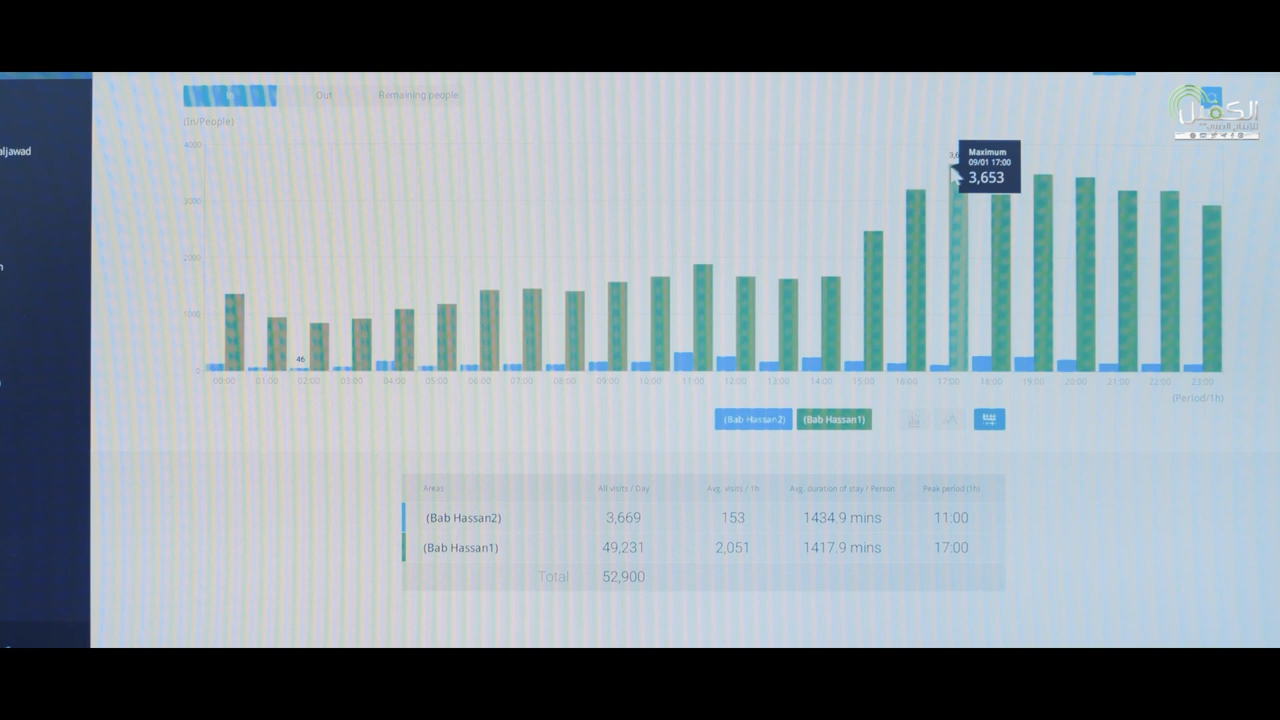 In Out Remaining people
(In/People)
الكفيل
aljawad
4000
3,6
Maximum
09/01 17:00
3,653
3000
2000
1000
46
0
00:00 01:00 02:00 03:00 04:00 05:00 06:00 07:00 08:00 09:00 10:00 11:00 12:00 13:00 14:00 15:00 16:00 17:00 18:00 19:00 20:00 21:00 22:00 23:00
(Period/1h)
(Bab Hassan2) (Bab Hassan1)
Areas All visits / Day Avg. visits / 1h Avg. duration of stay / Person Peak period (1h)
(Bab Hassan2) 3,669 153 1434.9 mins 11:00
(Bab Hassan1) 49,231 2,051 1417.9 mins 17:00
Total 52,900